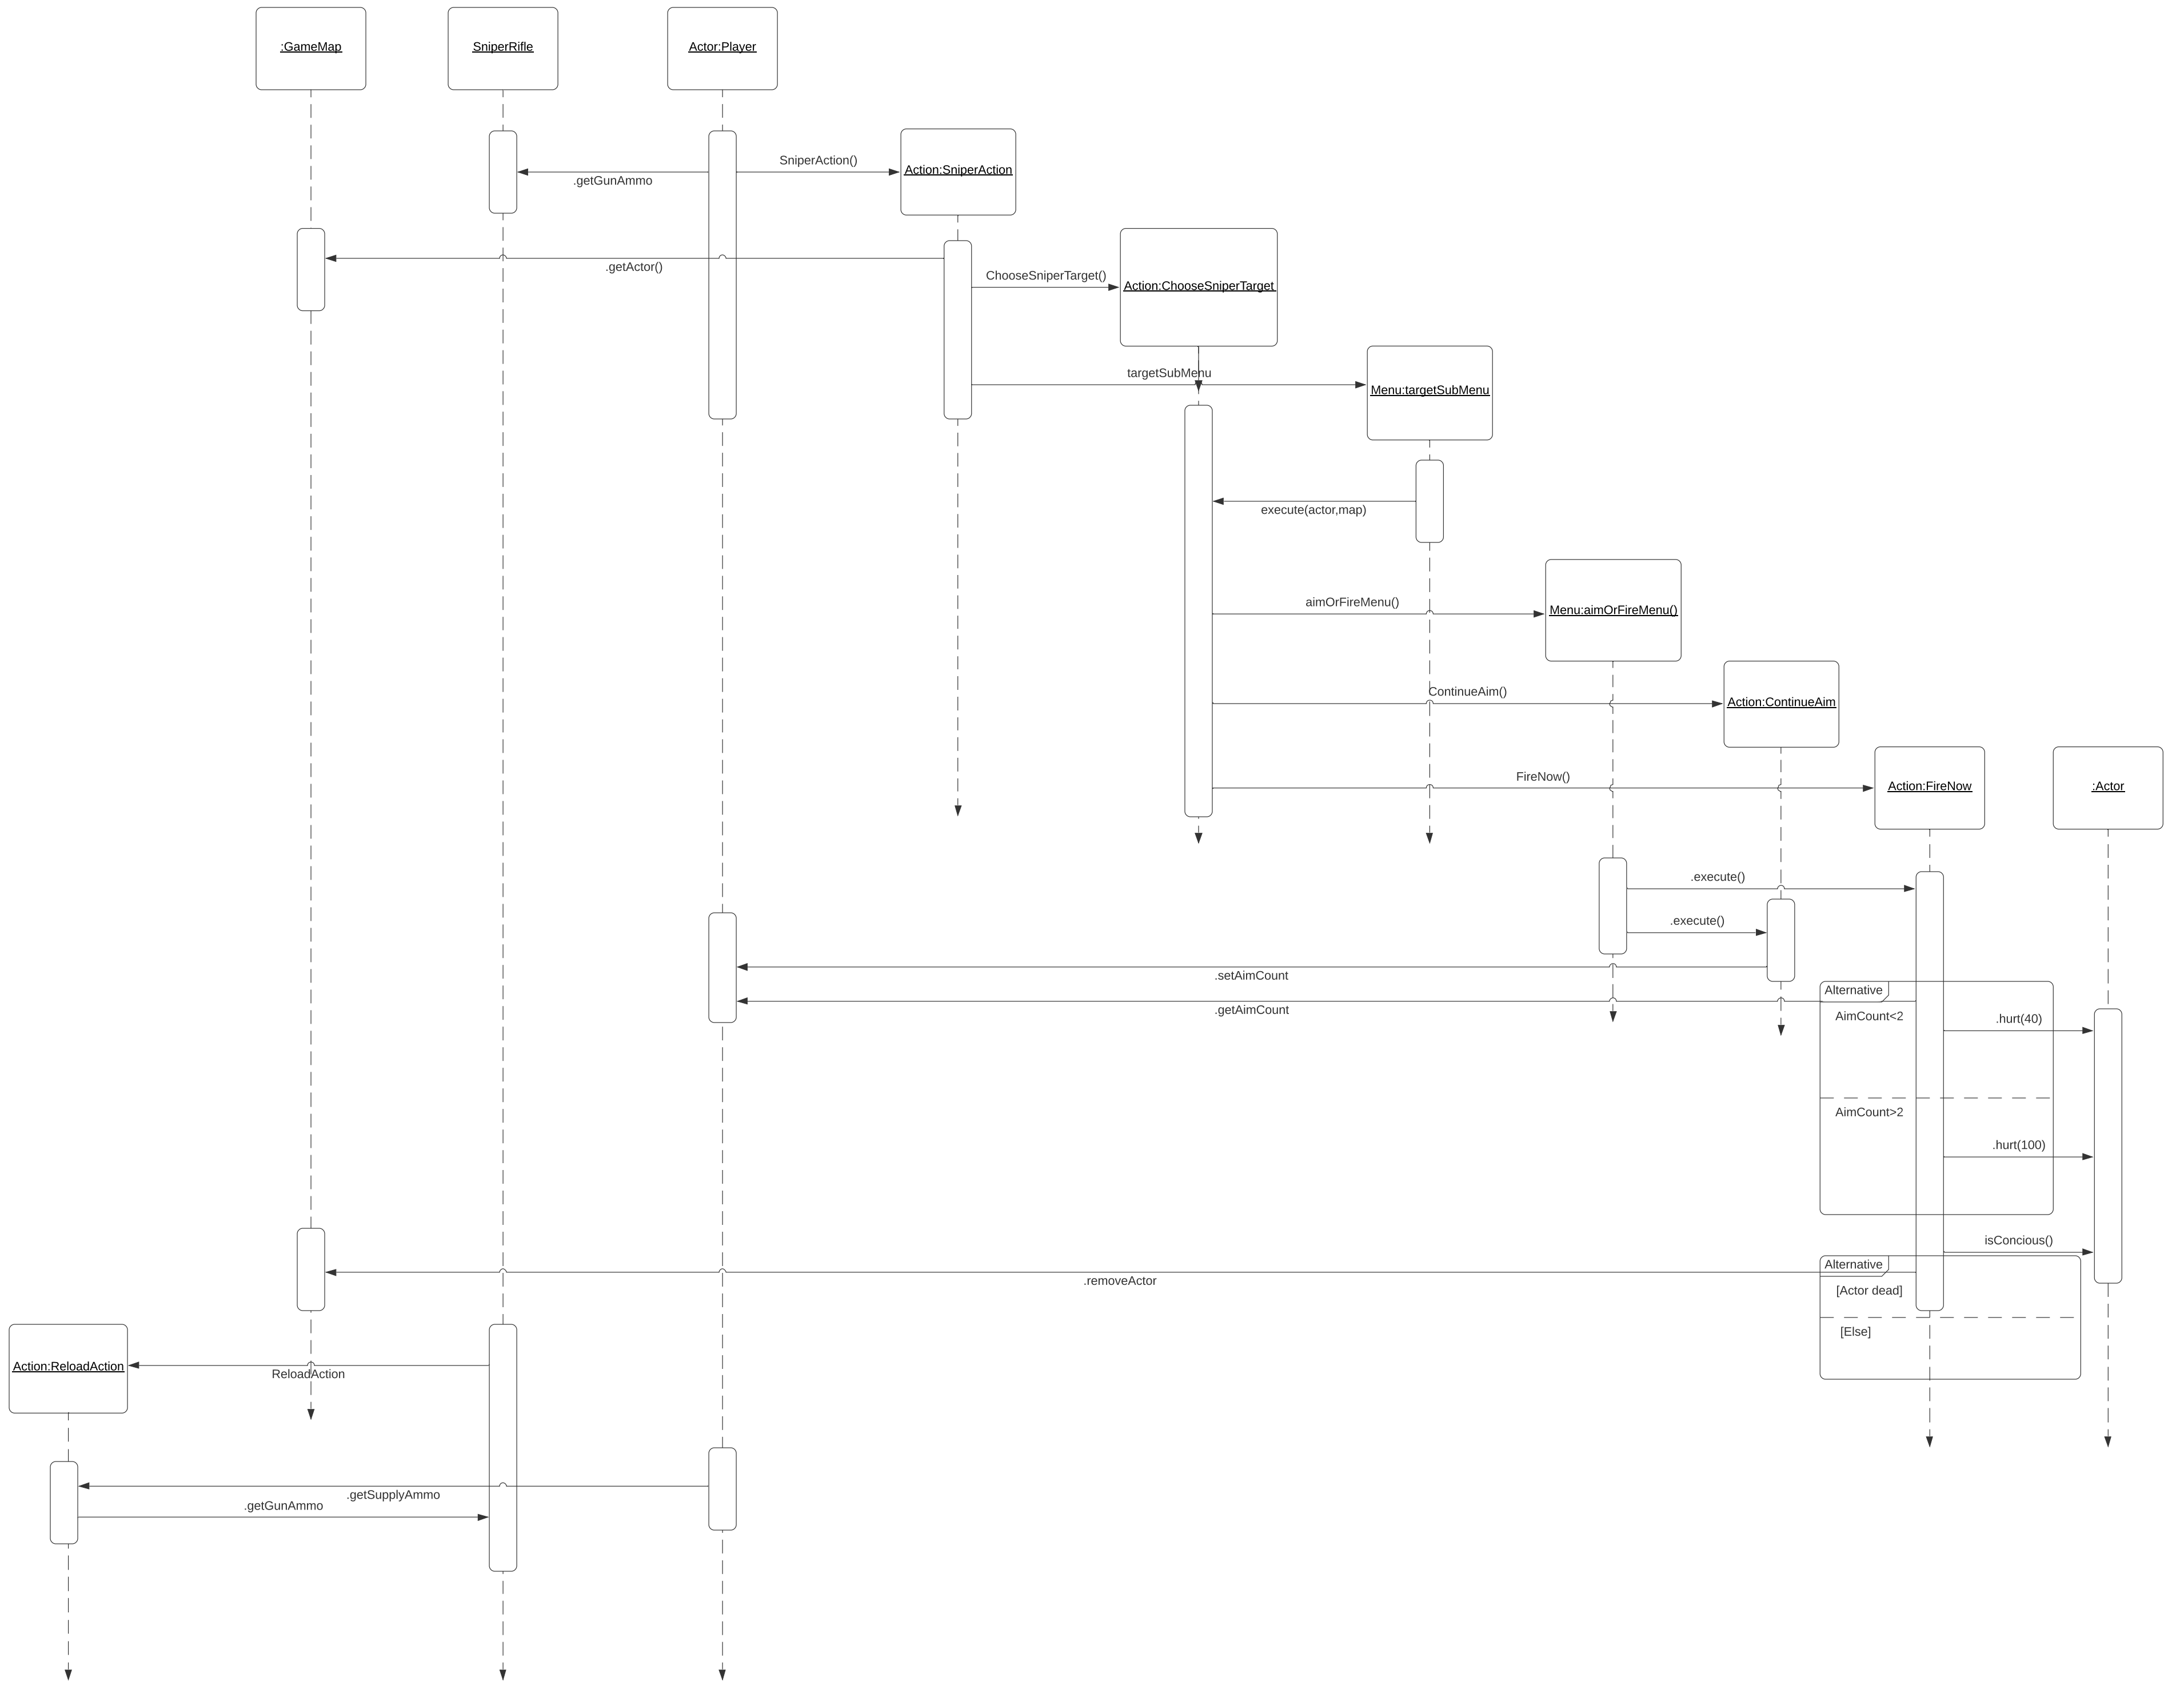 :GameMap
SniperRifle
Actor:Player
SniperAction()
.getGunAmmo
Action:SniperAction
.getActor()
ChooseSniperTarget()
Action:ChooseSniperTarget
targetSubMenu
Menu:targetSubMenu
execute(actor,map)
aimOrFireMenu()
Menu:aimOrFireMenu()
ContinueAim()
Action:ContinueAim
FireNow()
Action:FireNow
:Actor
.execute()
.execute()
.setAimCount
Alternative
.getAimCount
AimCount<2
.hurt(40)
AimCount>2
.hurt(100)
isConcious()
Alternative
.removeActor
[Actor dead]
[Else]
Action:ReloadAction
ReloadAction
.getSupplyAmmo
.getGunAmmo